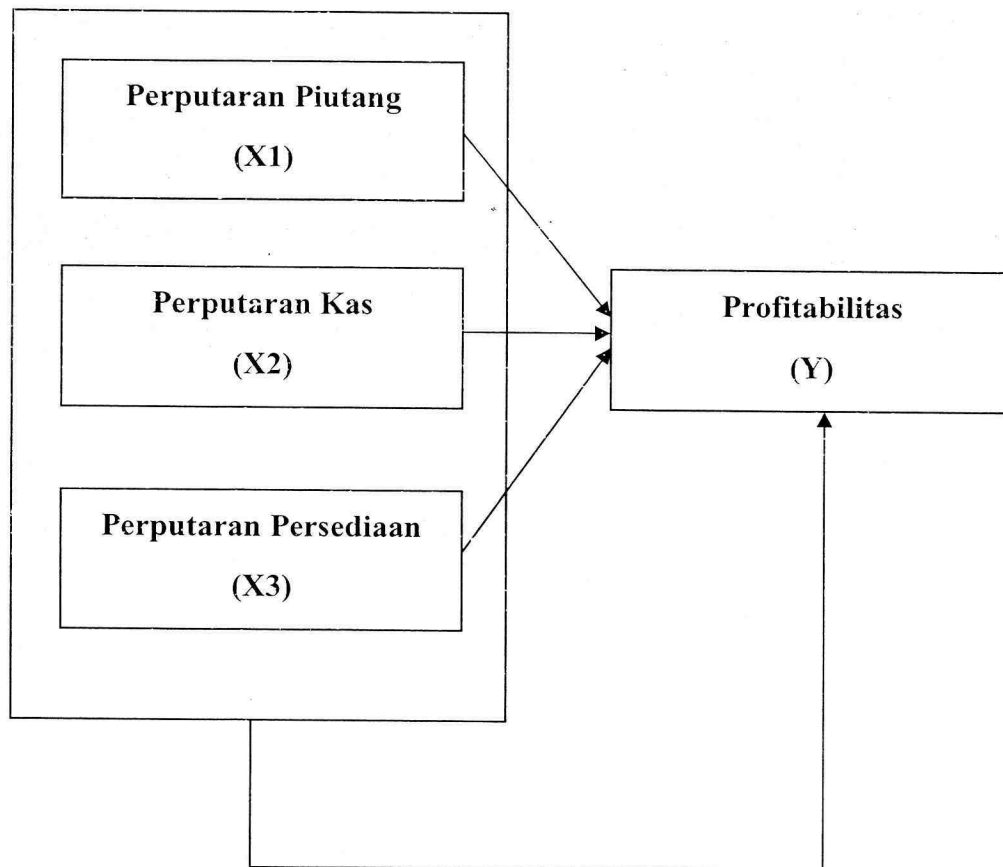 Perputaran Piutang
(X1)
Perputaran Kas
(X2)
Profitabilitas
(Y)
Perputaran Persediaan
(X3)